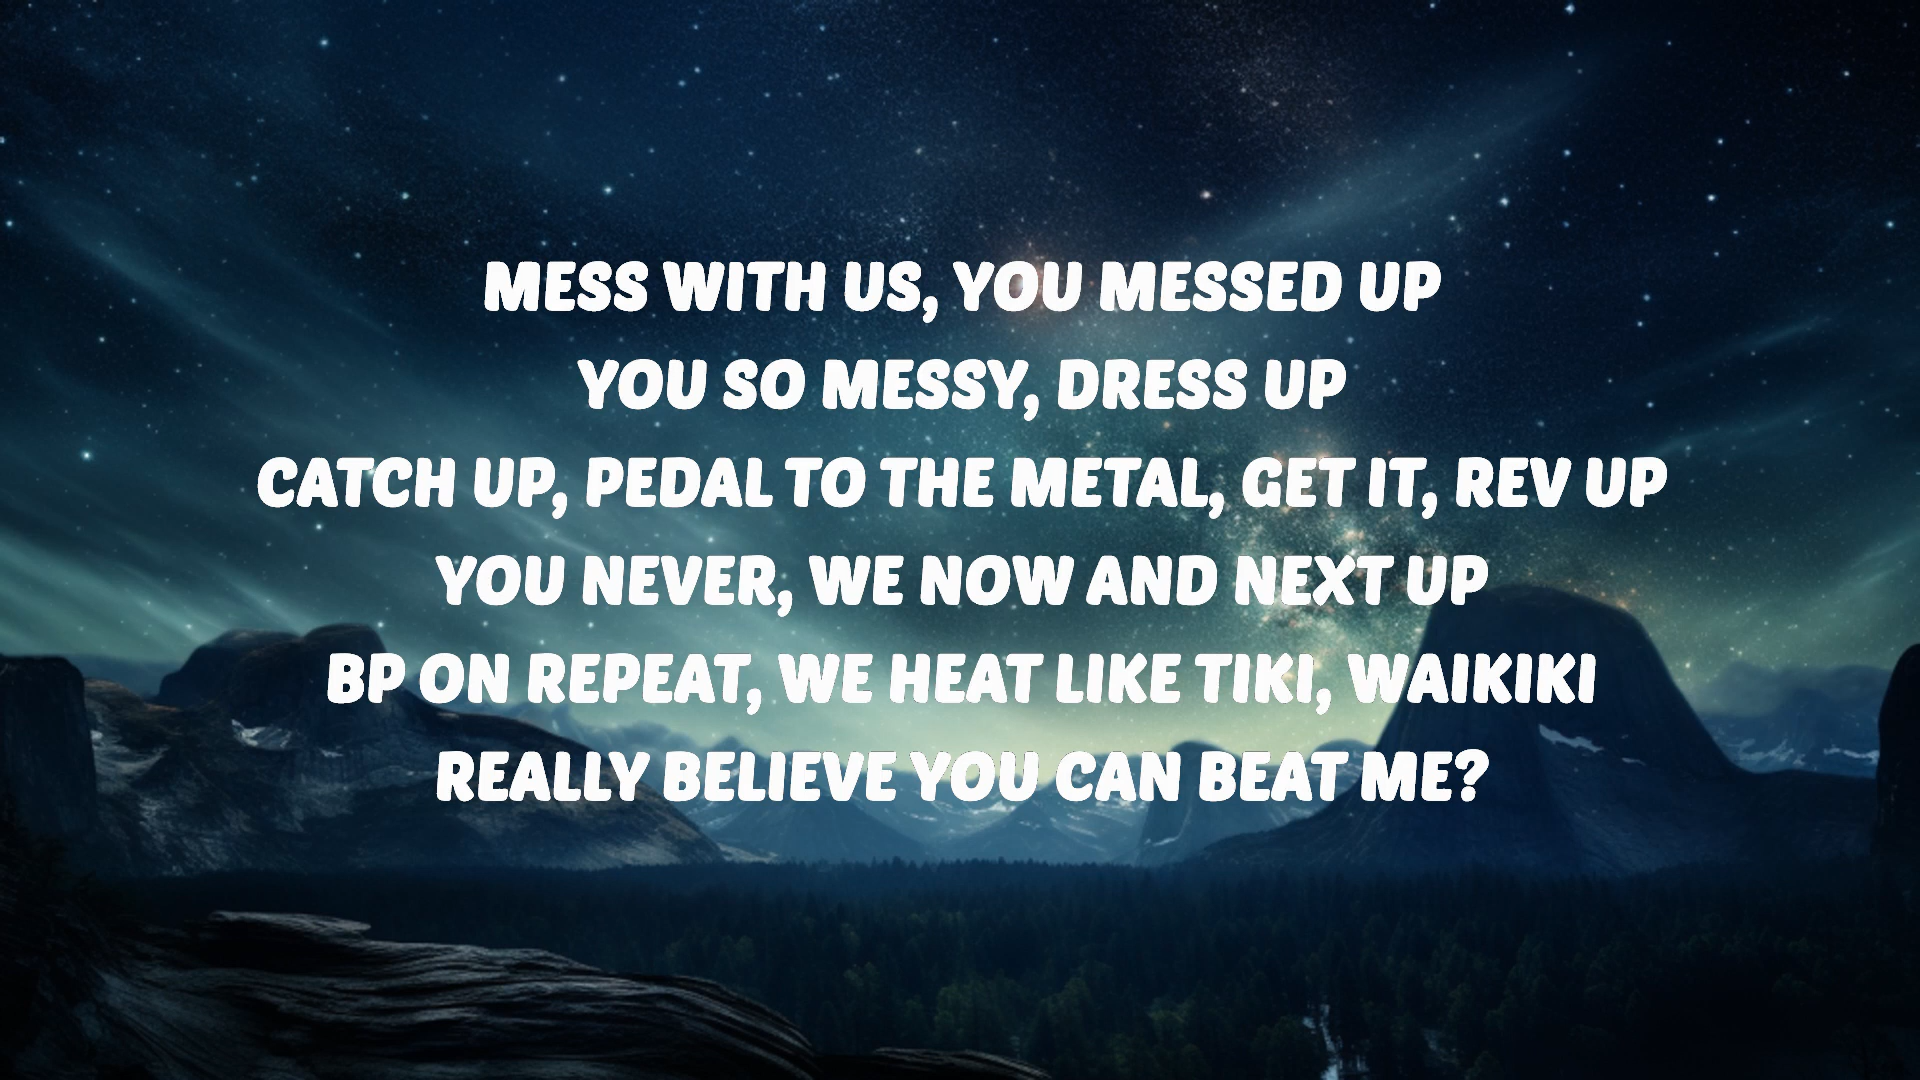 MESS WITH US, YOU MESSED UP
YOU SO MESSY, DRESS UP
CATCH UP, PEDAL TO THE METAL, GET IT, REV UP
YOU NEVER, WE NOW AND NEXT UP
BP ON REPEAT, WE HEAT LIKE TIKI, WAIKIKI
REALLY BELIEVE YOU CAN BEAT ME?